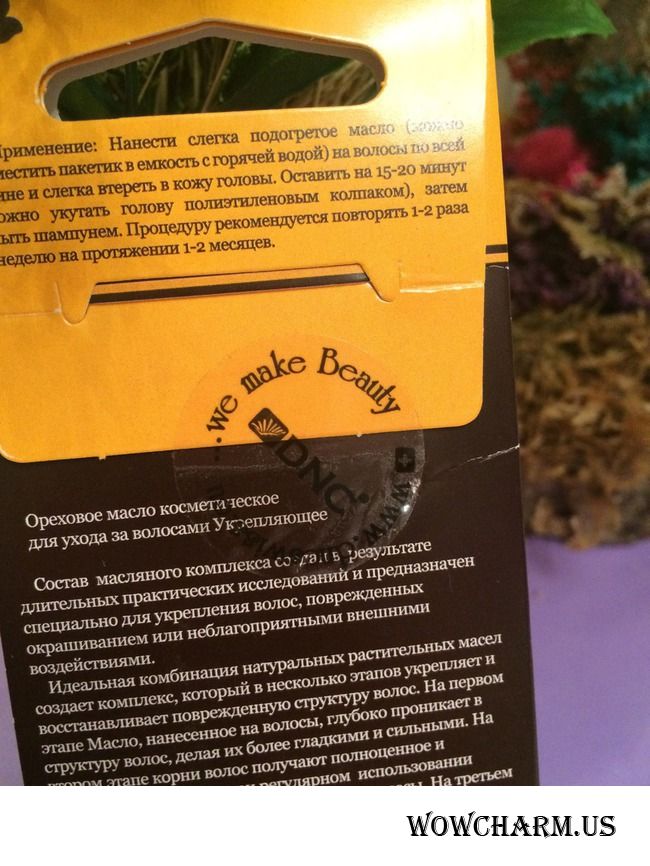 рименение: Нанести слегка подогретое масло (можно
местить пакетик в емкость с горячей водой) на волосы по всей
ине и слегка втереть в кожу головы. Оставить на 15-20 минут
ожно укутать голову полиэтиленовым колпаком), затем
ыть шампунем. Процедуру рекомендуется повторять 1-2 раза
неделю на протяжении 1-2 месяцев.
...we make Beauty
DNC
Ореховое масло косметическое
для ухода за волосами Укрепляющее
Состав масляного комплекса создан в результате
длительных практических исследований и предназначен
специально для укрепления волос, поврежденных
окрашиванием или неблагоприятными внешними
воздействиями.
Идеальная комбинация натуральных растительных масел
создает комплекс, который в несколько этапов укрепляет и
восстанавливает поврежденную структуру волос. На первом
этапе Масло, нанесенное на волосы, глубоко проникает в
структуру волос, делая их более гладкими и сильными. На
втором этапе корни волос получают полноценное и
регулярном использовании
На третьем
WOWCHARM.US